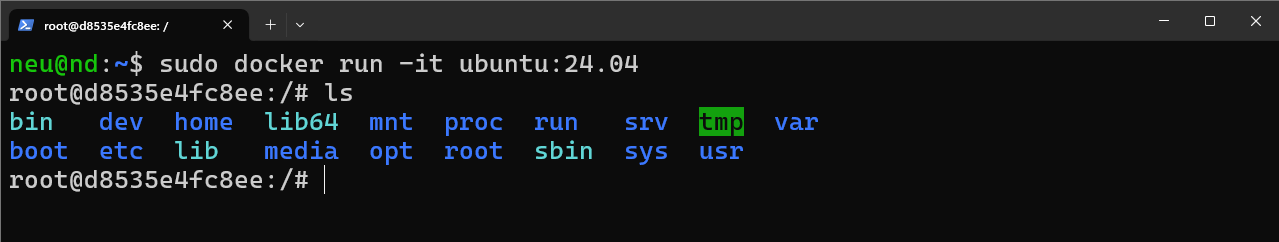 root@d8535e4fc8ee: /
neu@nd:~$ sudo docker run -it ubuntu:24.04
root@d8535e4fc8ee:/# ls
bin dev home lib64 mnt proc run srv tmp var
boot etc lib media opt root sbin sys usr
root@d8535e4fc8ee:/#